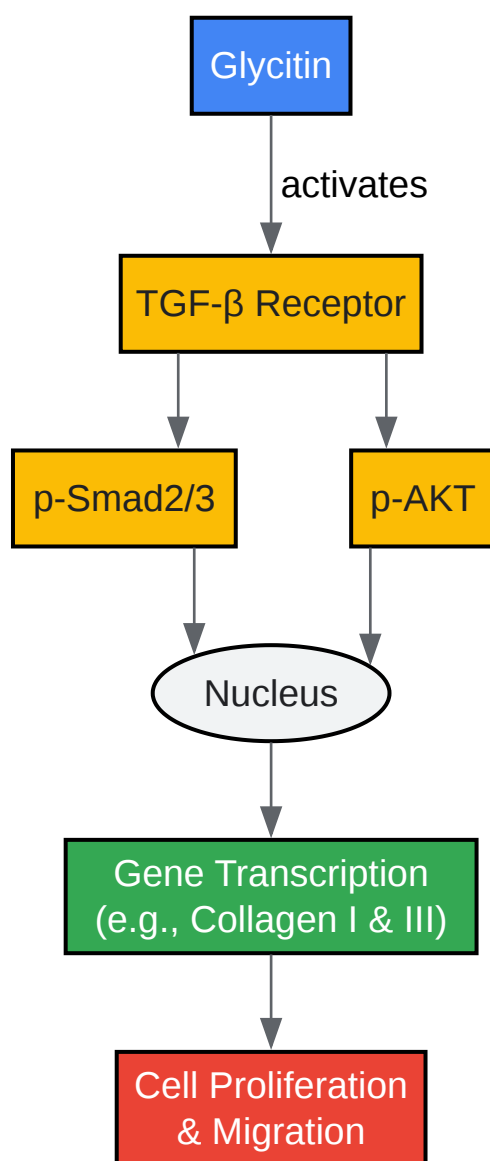 Glycitin
activates
TGF-β Receptor
p-Smad2/3
p-AKT
Nucleus
Gene Transcription
(e.g., Collagen I & III)
Cell Proliferation
& Migration